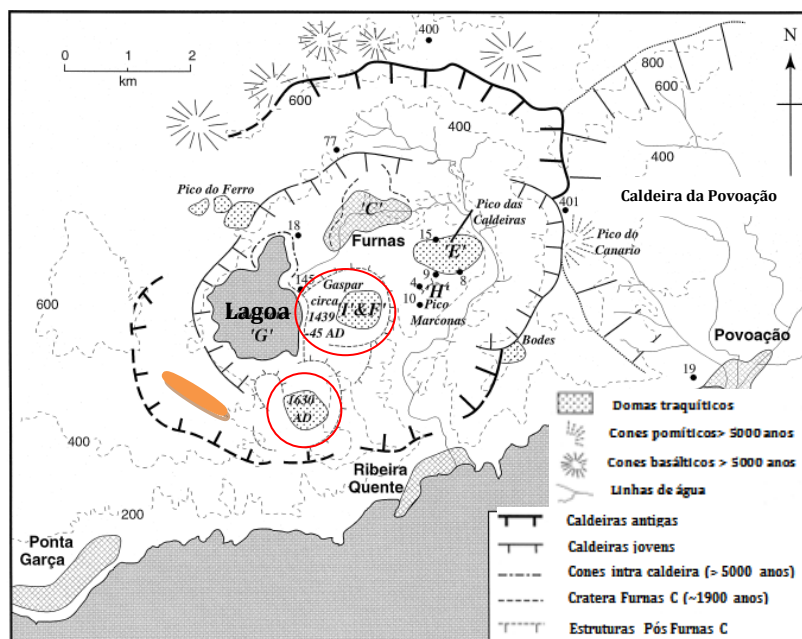 400
N
0 2
km
800
600
600
400
77
400
Pico do Ferro
Pico das
Caldeiras
Caldeira da Povoação
'C'
401
18
Furnas
15
'E'
Pico do
Canario
145
Gaspar
circa
1439
-45 AD
'I' & F'
9
8
4
'H'
10
Pico
Marconas
600
Lagoa
'G'
Povoação
Bodes
19
1630
AD
400
Ribeira
Quente
200
Ponta
Garça
Domas traquíticos
Cones pomíticos> 5000 anos
Cones basálticos > 5000 anos
Linhas de água
Caldeiras antigas
Caldeiras jovens
Cones intra caldeira (> 5000 anos)
Cratera Furnas C (~1900 anos)
Estruturas Pós Furnas C